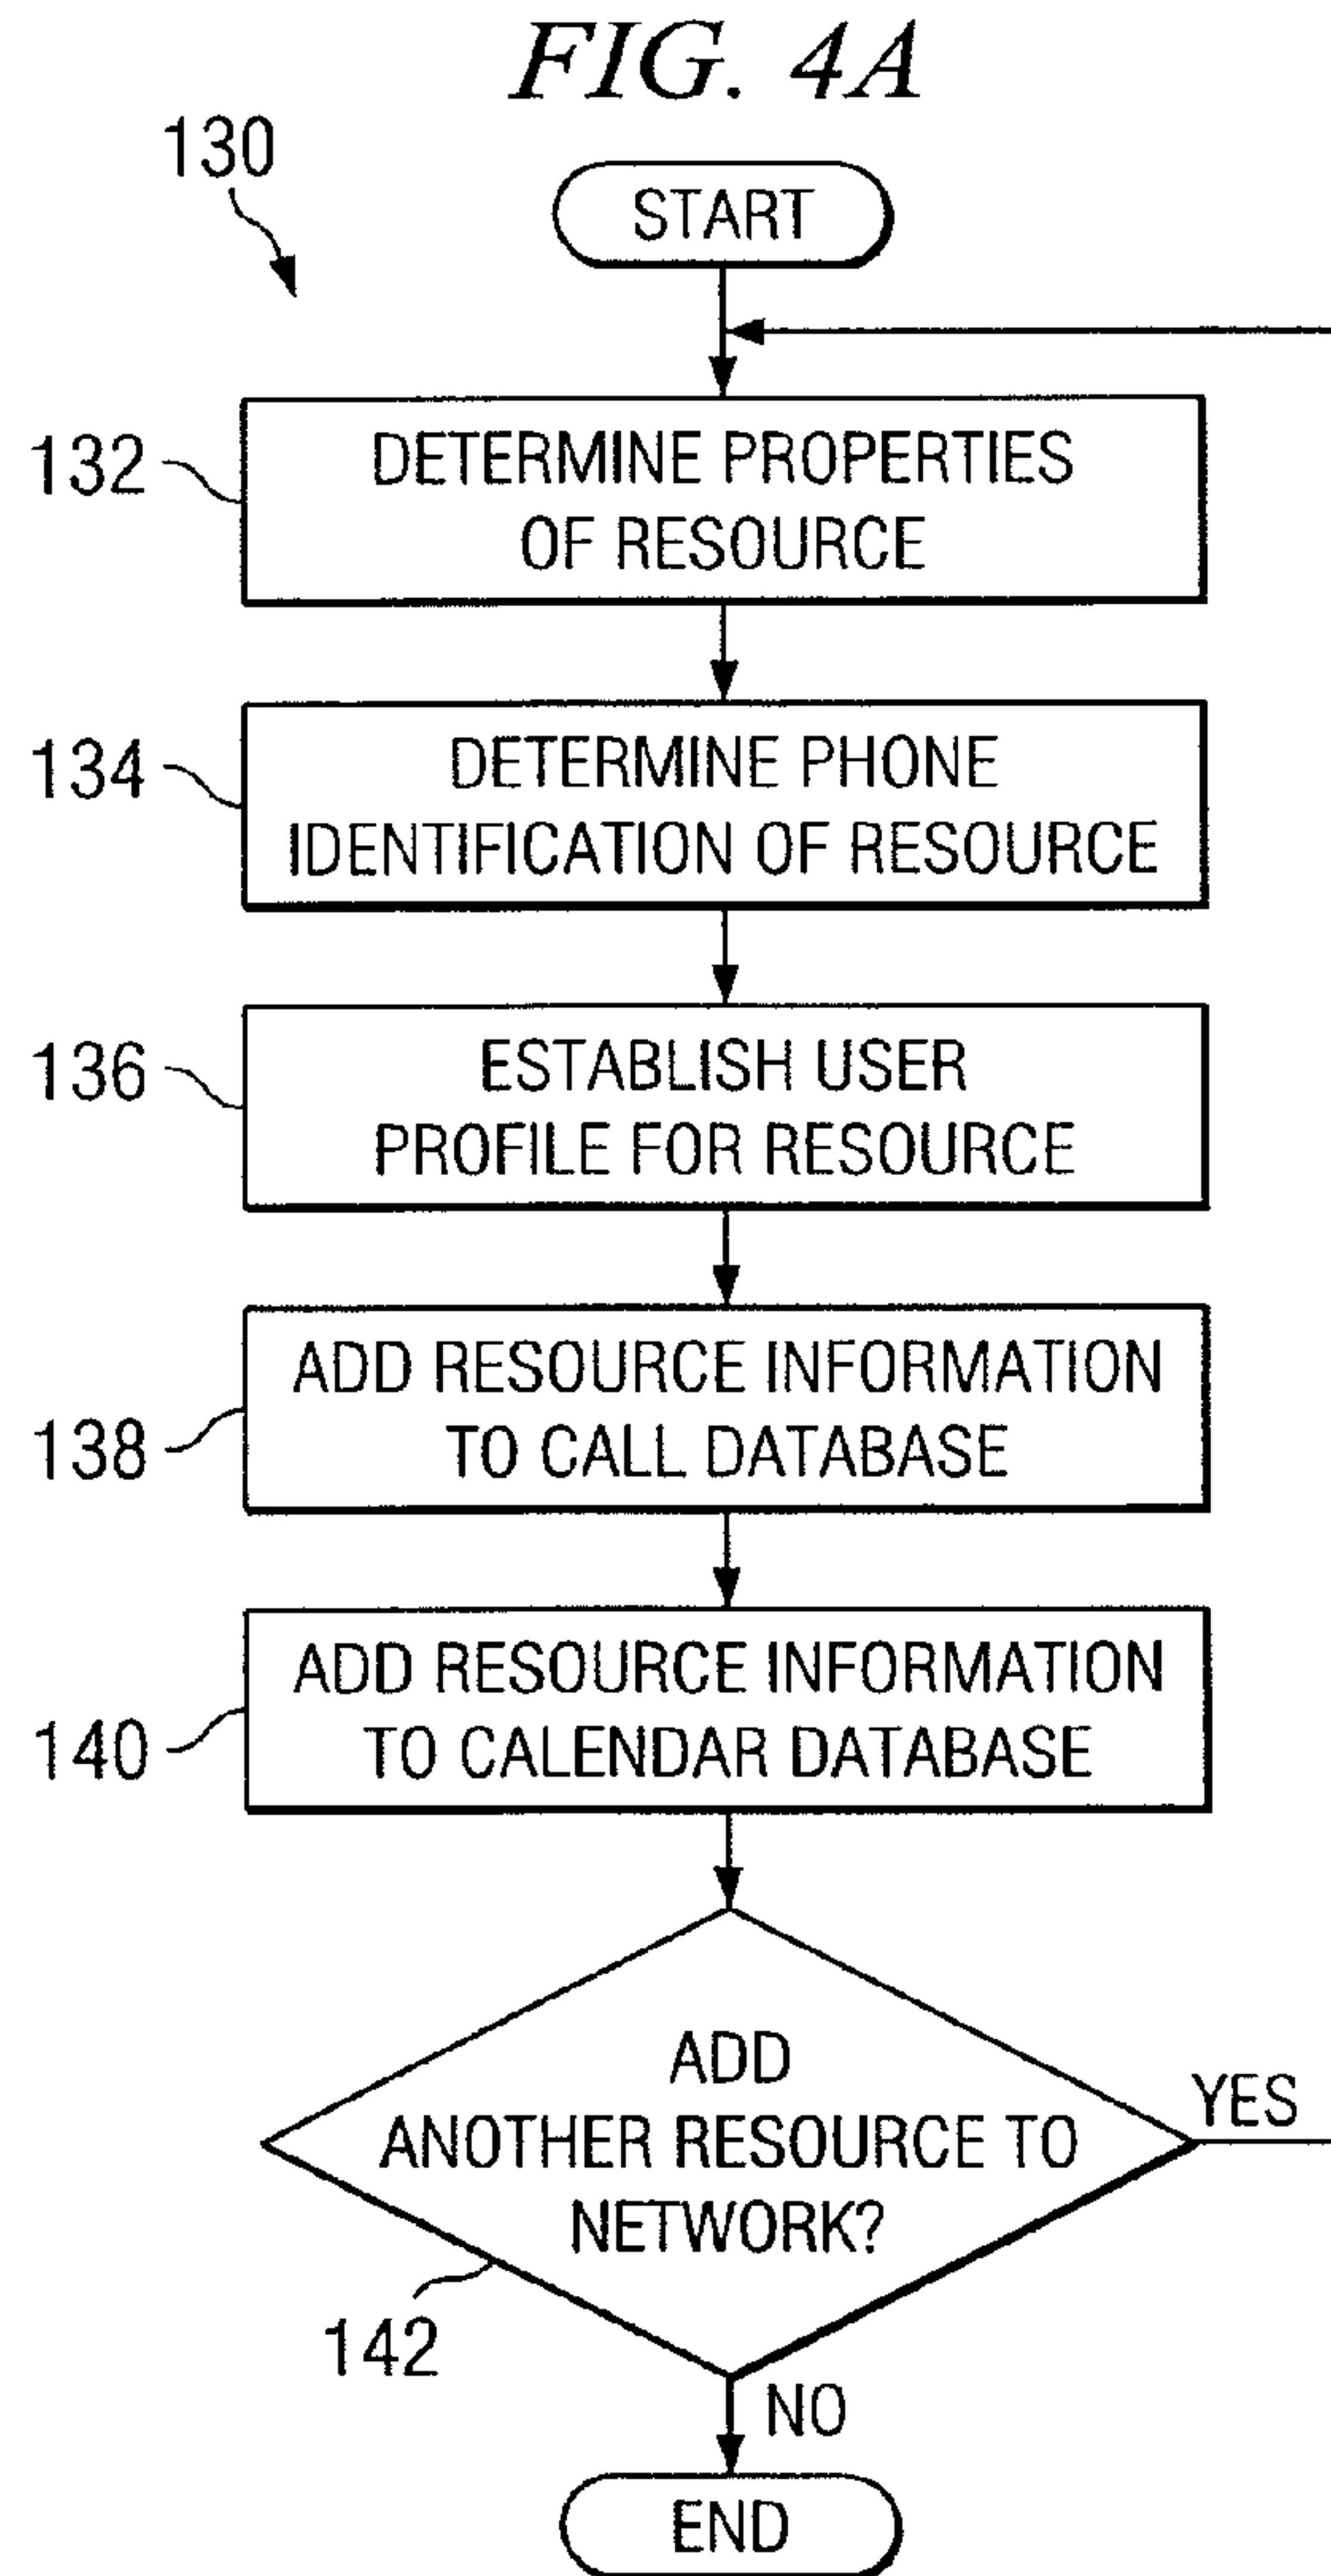 FIG. 4A
130
START
132
DETERMINE PROPERTIES
OF RESOURCE
134
DETERMINE PHONE
IDENTIFICATION OF RESOURCE
136
ESTABLISH USER
PROFILE FOR RESOURCE
138
ADD RESOURCE INFORMATION
TO CALL DATABASE
140
ADD RESOURCE INFORMATION
TO CALENDAR DATABASE
ADD
ANOTHER RESOURCE TO
NETWORK?
YES
142
NO
END